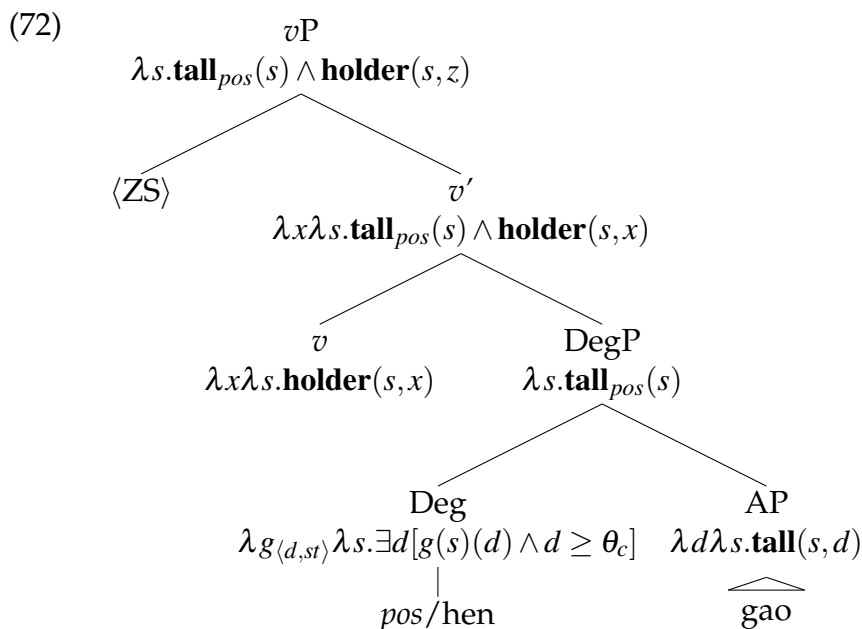 (72)
vP
λs.tall_pos(s) ∧ holder(s, z)
⟨ZS⟩ v′
λxλs.tall_pos(s) ∧ holder(s, x)
v DegP
λxλs.holder(s, x) λs.tall_pos(s)
Deg AP
λg_⟨d,st⟩λs.∃d[g(s)(d) ∧ d ≥ θ_c] λdλs.tall(s, d)
pos/hen gao